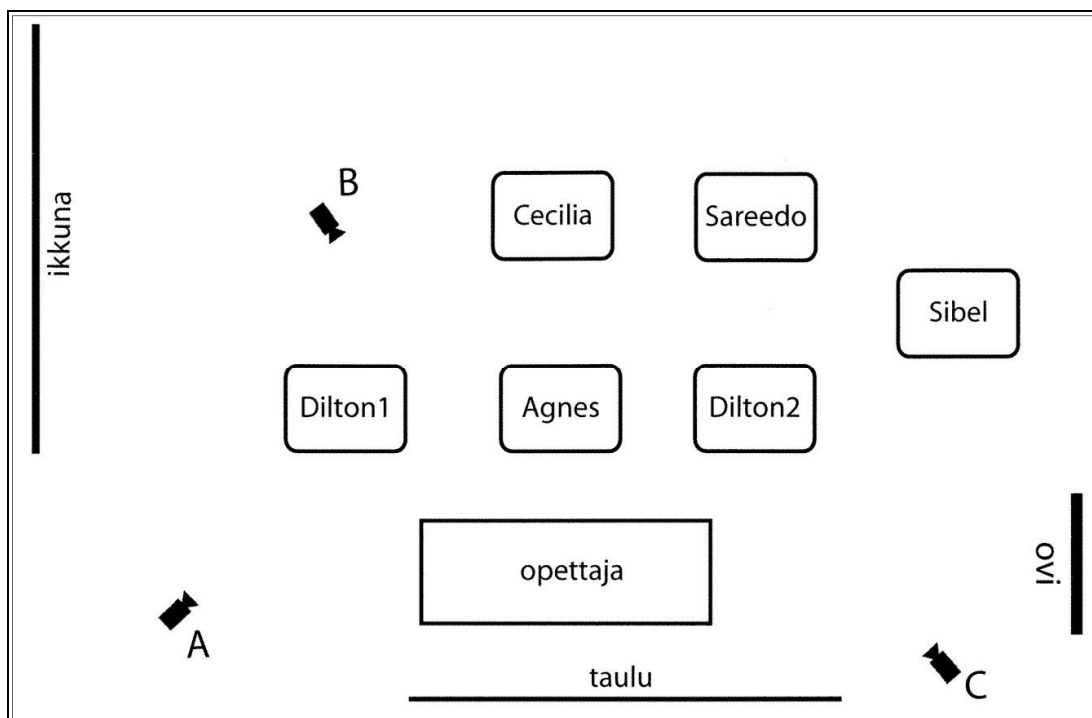 B
Cecilia
Sareedo
ikkuna
Sibel
Dilton1
Agnes
Dilton2
opettaja
ovi
A
taulu
C